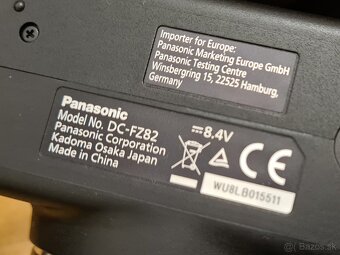 Importer for Europe:
Panasonic Marketing Europe GmbH
Panasonic Testing Centre
Winsbergring 15, 22525 Hamburg,
Germany
Panasonic
Model No. DC-FZ82
8.4V
Panasonic Corporation
Kadoma Osaka Japan
Made in China
CE
WU8LB015511
bazos.sk